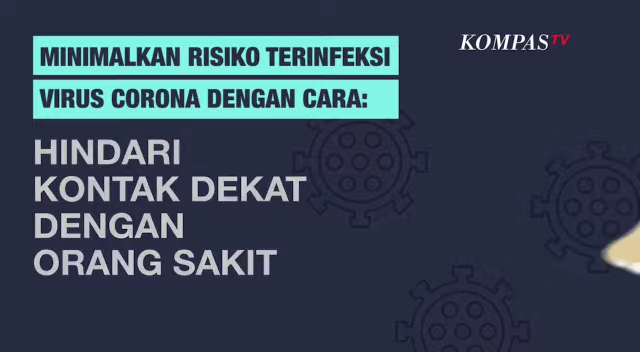 MINIMALKAN RISIKO TERINFEKSI
VIRUS CORONA DENGAN CARA:
KOMPASTV
HINDARI
KONTAK DEKAT
DENGAN
ORANG SAKIT